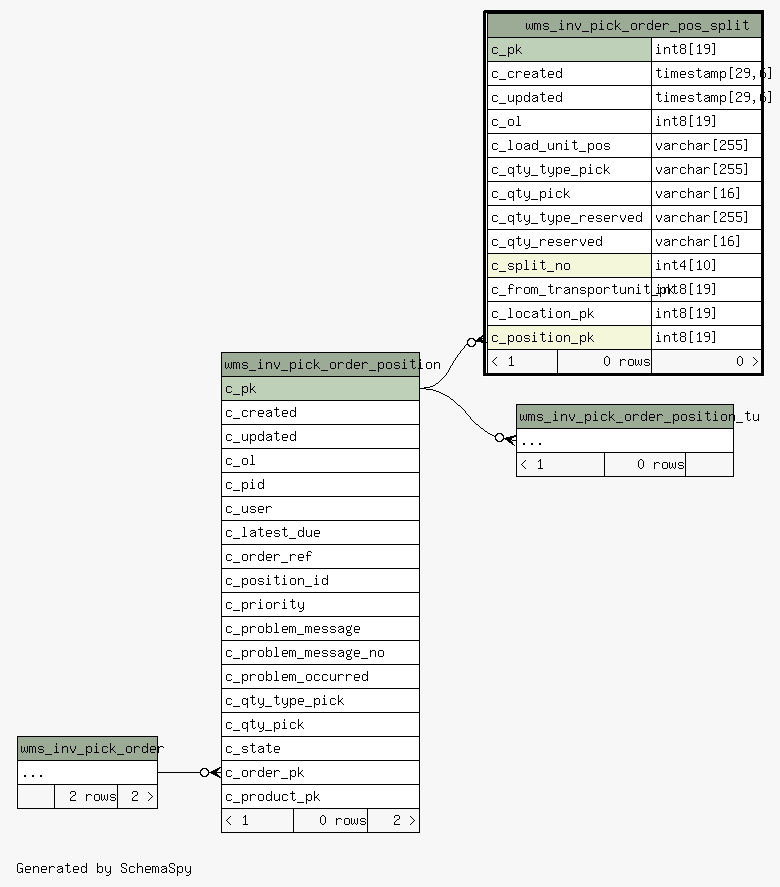 wms_inv_pick_order_pos_split
c_pk int8[19]
c_created timestamp[29,6]
c_updated timestamp[29,6]
c_ol int8[19]
c_load_unit_pos varchar[255]
c_qty_type_pick varchar[255]
c_qty_pick varchar[16]
c_qty_type_reserved varchar[255]
c_qty_reserved varchar[16]
c_split_no int4[10]
c_from_transportunit_pk int8[19]
c_location_pk int8[19]
c_position_pk int8[19]
< 1 0 rows 0 >
wms_inv_pick_order_position
c_pk
c_created
c_updated
c_ol
c_pid
c_user
c_latest_due
c_order_ref
c_position_id
c_priority
c_problem_message
c_problem_message_no
c_problem_occurred
c_qty_type_pick
c_qty_pick
c_state
c_order_pk
c_product_pk
< 1 0 rows 2 >
wms_inv_pick_order_position_tu
...
< 1 0 rows
wms_inv_pick_order
...
2 rows 2 >
Generated by SchemaSpy